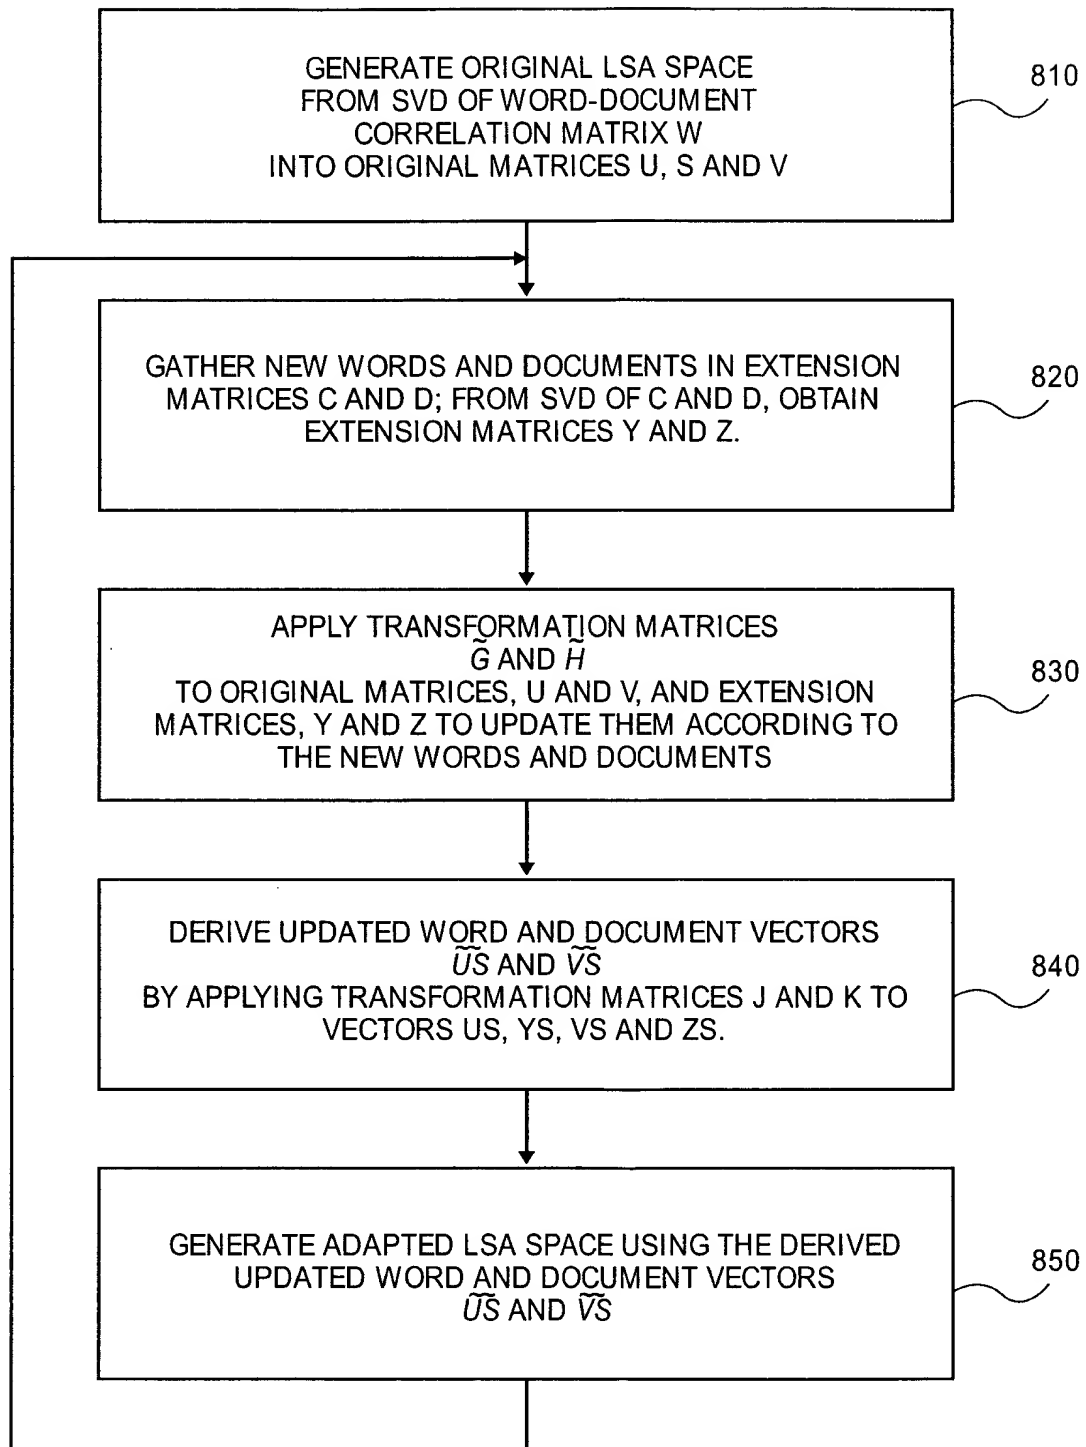 GENERATE ORIGINAL LSA SPACE
FROM SVD OF WORD-DOCUMENT
CORRELATION MATRIX W
INTO ORIGINAL MATRICES U, S AND V
810
GATHER NEW WORDS AND DOCUMENTS IN EXTENSION
MATRICES C AND D; FROM SVD OF C AND D, OBTAIN
EXTENSION MATRICES Y AND Z.
820
APPLY TRANSFORMATION MATRICES
G̃ AND H̃
TO ORIGINAL MATRICES, U AND V, AND EXTENSION
MATRICES, Y AND Z TO UPDATE THEM ACCORDING TO
THE NEW WORDS AND DOCUMENTS
830
DERIVE UPDATED WORD AND DOCUMENT VECTORS
U͠S AND V͠S
BY APPLYING TRANSFORMATION MATRICES J AND K TO
VECTORS US, YS, VS AND ZS.
840
GENERATE ADAPTED LSA SPACE USING THE DERIVED
UPDATED WORD AND DOCUMENT VECTORS
U͠S AND V͠S
850